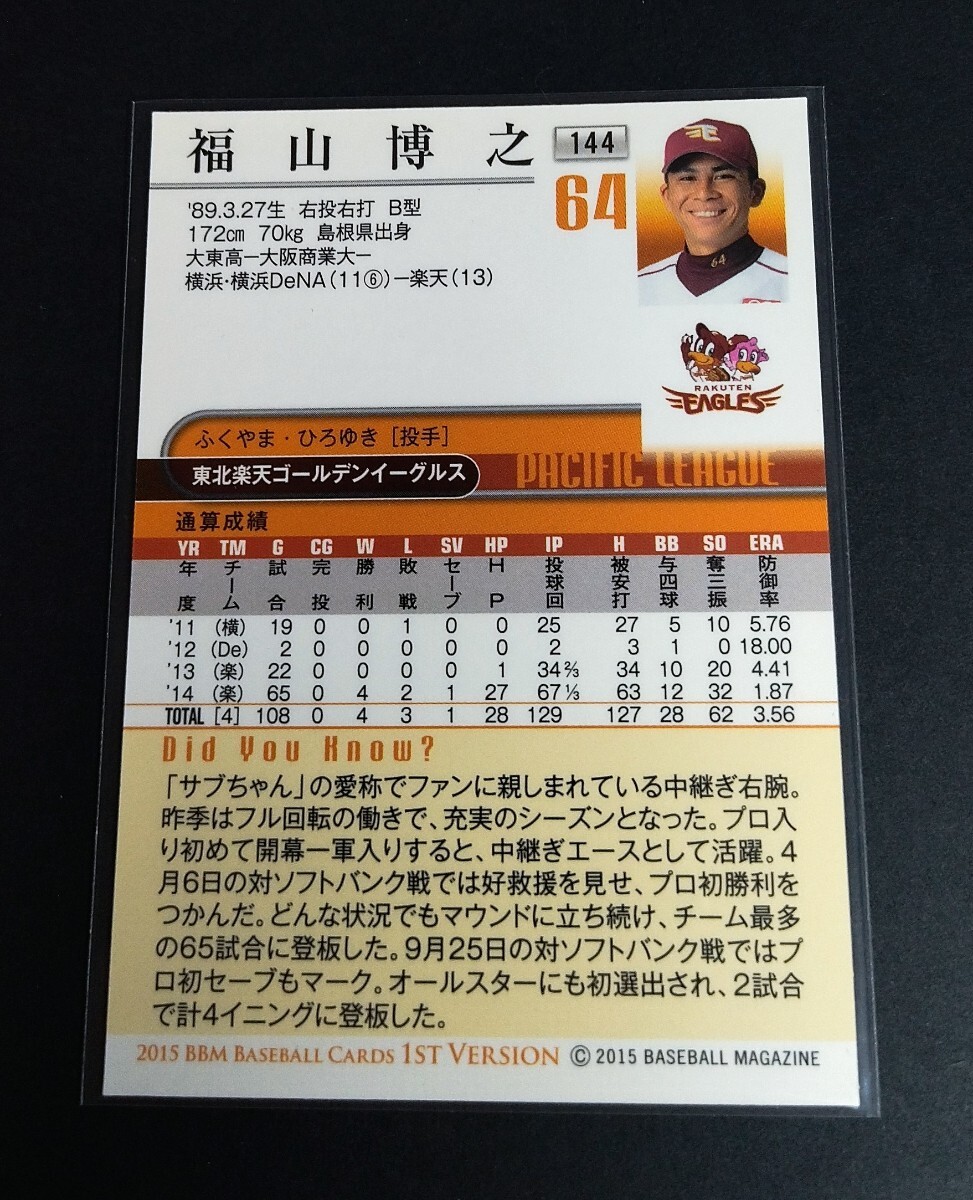 福山博之 144
64
'89.3.27生 右投右打 B型
172cm 70kg 島根県出身
大東高ー大阪商業大ー
横浜・横浜DeNA(11⑥)ー楽天(13)
64
RAKUTEN
EAGLES
ふくやま・ひろゆき [投手]
東北楽天ゴールデンイーグルス PACIFIC LEAGUE
通算成績
YR TM G CG W L SV HP IP H BB SO ERA
年度 チーム 試合 完投 勝利 敗戦 セーブ HP 投球回 被安打 与四球 奪三振 防御率
'11 (横) 19 0 0 1 0 0 25 27 5 10 5.76
'12 (De) 2 0 0 0 0 0 2 3 1 0 18.00
'13 (楽) 22 0 0 0 0 1 34⅔ 34 10 20 4.41
'14 (楽) 65 0 4 2 1 27 67⅓ 63 12 32 1.87
TOTAL [4] 108 0 4 3 1 28 129 127 28 62 3.56
Did You Know?
「サブちゃん」の愛称でファンに親しまれている中継ぎ右腕。
昨季はフル回転の働きで、充実のシーズンとなった。プロ入
り初めて開幕一軍入りすると、中継ぎエースとして活躍。4
月6日の対ソフトバンク戦では好救援を見せ、プロ初勝利を
つかんだ。どんな状況でもマウンドに立ち続け、チーム最多
の65試合に登板した。9月25日の対ソフトバンク戦ではプ
ロ初セーブもマーク。オールスターにも初選出され、2試合
で計4イニングに登板した。
2015 BBM BASEBALL CARDS 1ST VERSION © 2015 BASEBALL MAGAZINE